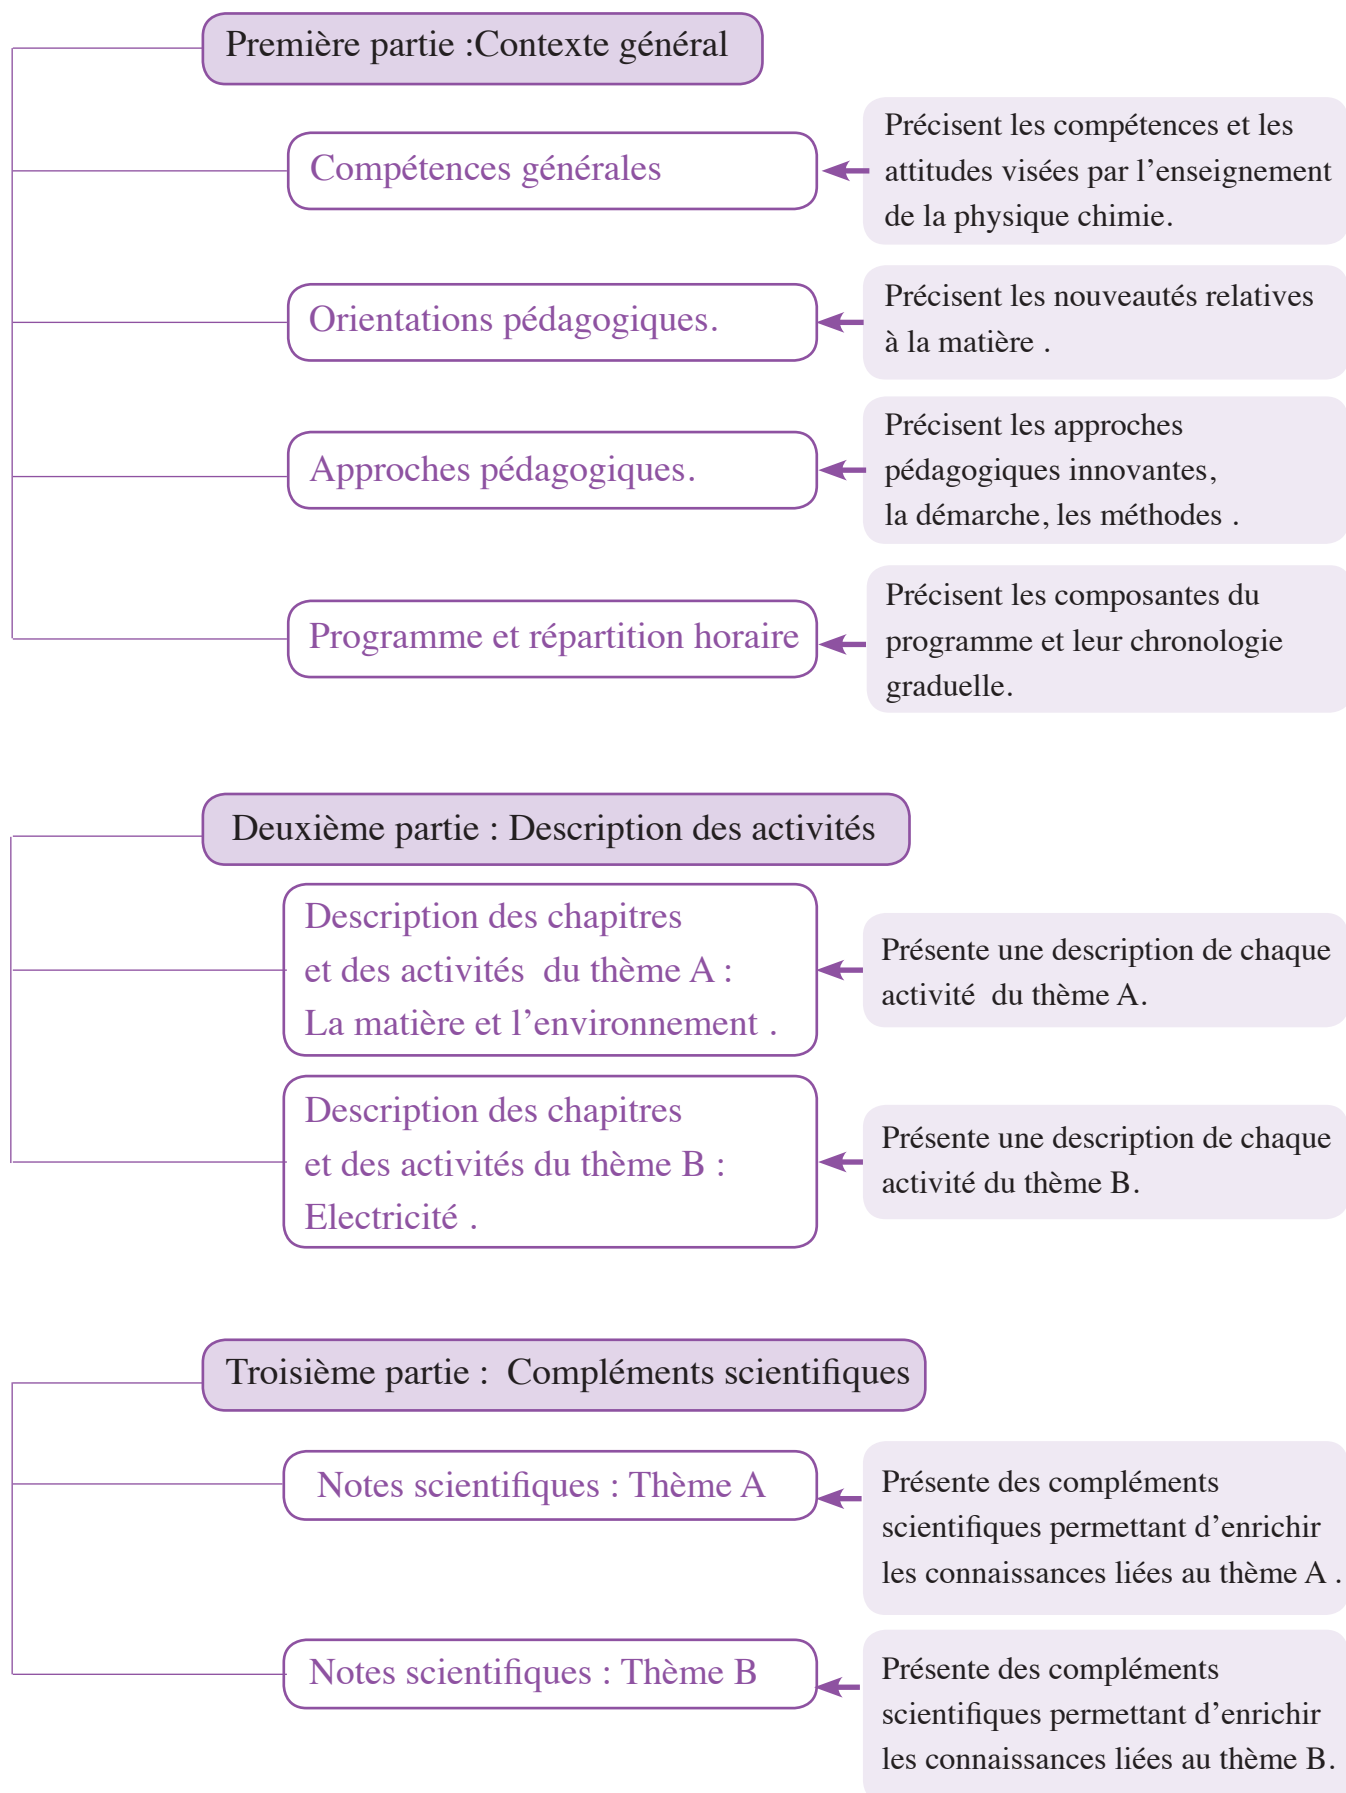 Première partie :Contexte général
Compétences générales
Précisent les compétences et les
attitudes visées par l’enseignement
de la physique chimie.
Orientations pédagogiques.
Précisent les nouveautés relatives
à la matière .
Approches pédagogiques.
Précisent les approches
pédagogiques innovantes,
la démarche, les méthodes .
Programme et répartition horaire
Précisent les composantes du
programme et leur chronologie
graduelle.
Deuxième partie : Description des activités
Description des chapitres
et des activités  du thème A :
La matière et l’environnement .
Présente une description de chaque
activité  du thème A.
Description des chapitres
et des activités du thème B :
Electricité .
Présente une description de chaque
activité du thème B.
Troisième partie :  Compléments scientifiques
Notes scientifiques : Thème A
Présente des compléments
scientifiques permettant d’enrichir
les connaissances liées au thème A .
Notes scientifiques : Thème B
Présente des compléments
scientifiques permettant d’enrichir
les connaissances liées au thème B.